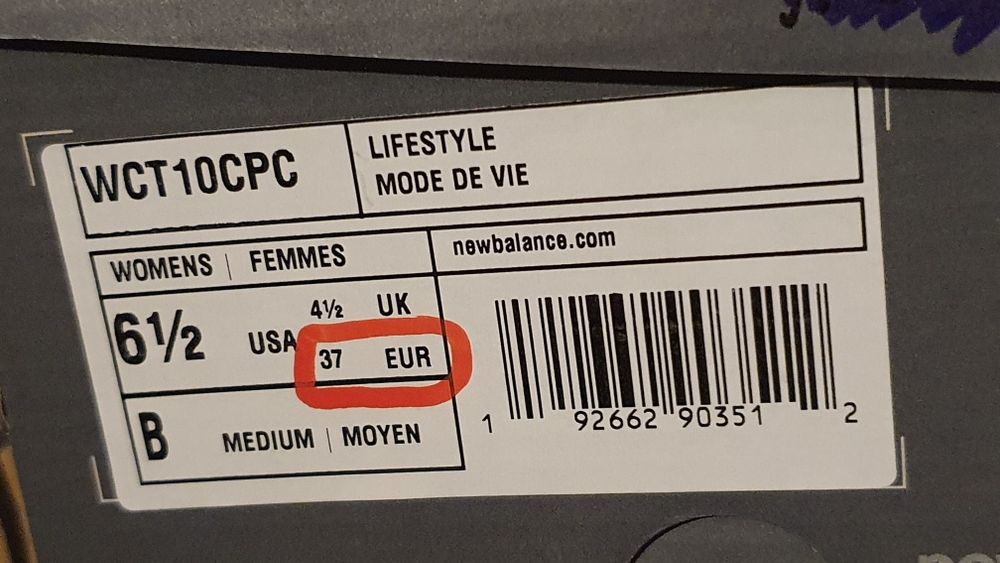 WCT10CPC
LIFESTYLE
MODE DE VIE
WOMENS | FEMMES
newbalance.com
6½ USA
4½ UK
37 EUR
B MEDIUM | MOYEN
1 92662 90351 2